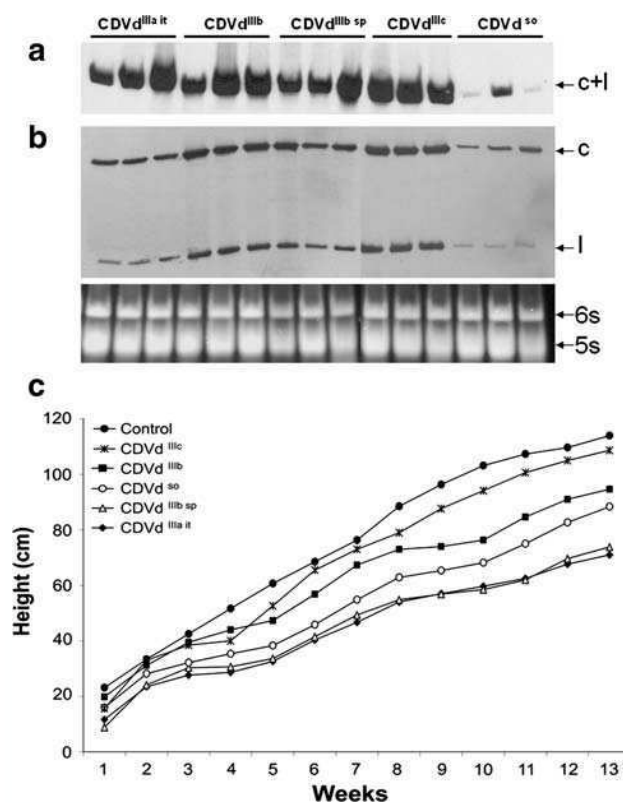 CDVd IIIa it CDVd IIIb CDVd IIIb sp CDVd IIIc CDVd so
a
c+l
b
c
l
6s
5s
c
120
100
80
60
40
20
0
Height (cm)
Control
CDVd IIIc
CDVd IIIb
CDVd so
CDVd IIIb sp
CDVd IIIa it
1 2 3 4 5 6 7 8 9 10 11 12 13
Weeks